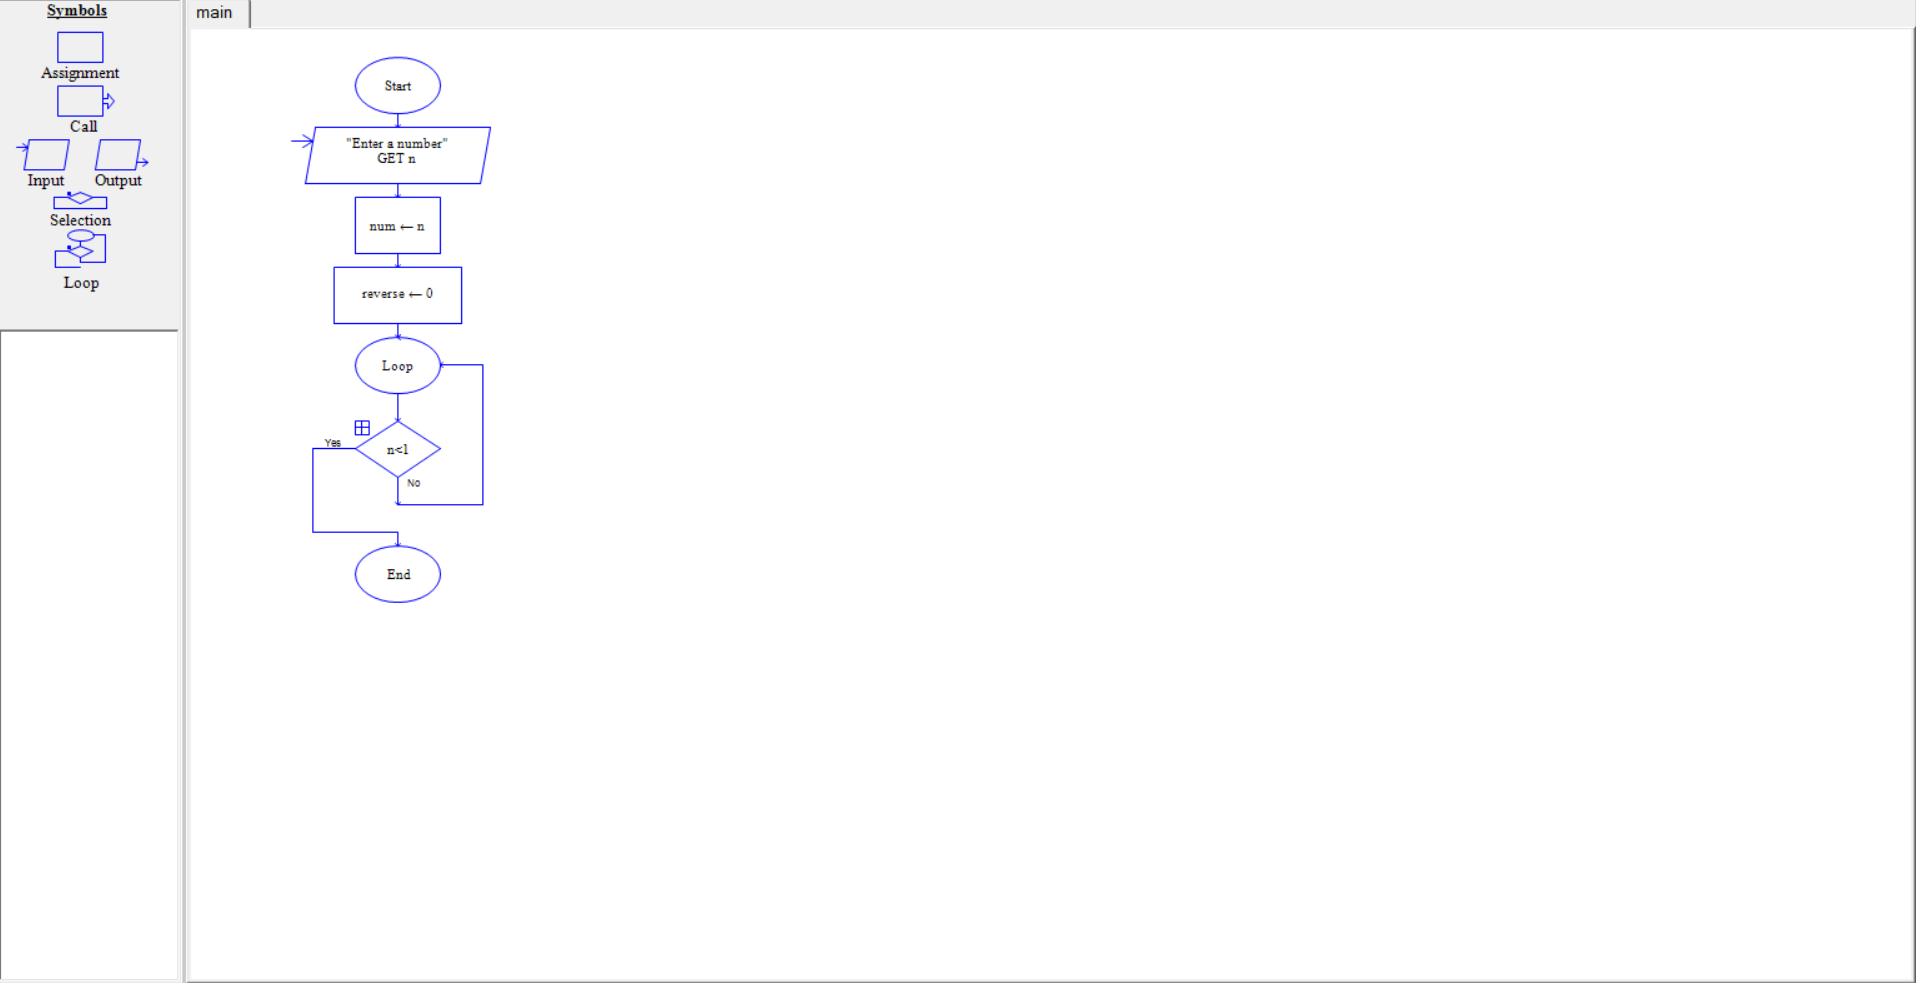 Symbols
Assignment
Call
Input
Output
Selection
Loop
main
Start
"Enter a number"
GET n
num ← n
reverse ← 0
Loop
Yes
n<1
No
End